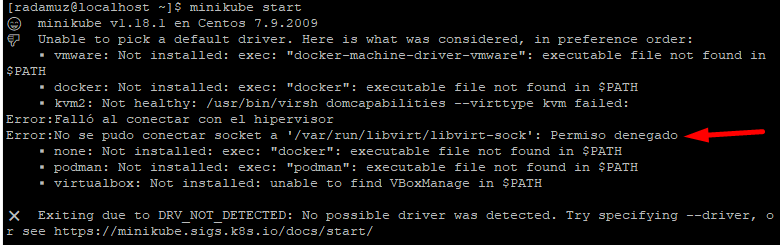 [radamuz@localhost ~]$ minikube start
😄  minikube v1.18.1 en Centos 7.9.2009
👎  Unable to pick a default driver. Here is what was considered, in preference order:
    ▪ vmware: Not installed: exec: "docker-machine-driver-vmware": executable file not found in
$PATH
    ▪ docker: Not installed: exec: "docker": executable file not found in $PATH
    ▪ kvm2: Not healthy: /usr/bin/virsh domcapabilities --virttype kvm failed:
Error:Falló al conectar con el hipervisor
Error:No se pudo conectar socket a '/var/run/libvirt/libvirt-sock': Permiso denegado
    ▪ none: Not installed: exec: "docker": executable file not found in $PATH
    ▪ podman: Not installed: exec: "podman": executable file not found in $PATH
    ▪ virtualbox: Not installed: unable to find VBoxManage in $PATH

❌  Exiting due to DRV_NOT_DETECTED: No possible driver was detected. Try specifying --driver, o
r see https://minikube.sigs.k8s.io/docs/start/